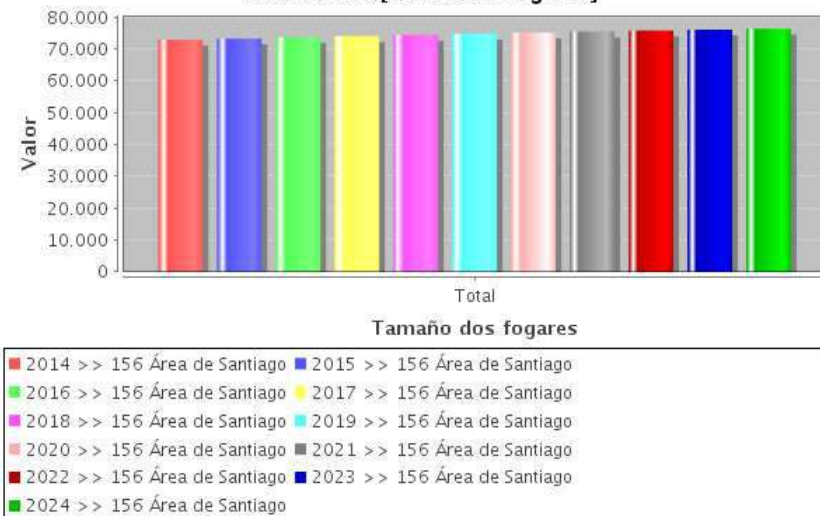 80.000
70.000
60.000
50.000
40.000
30.000
20.000
10.000
0
Valor
Total
Tamaño dos fogares
2014 >> 156 Área de Santiago 2015 >> 156 Área de Santiago
2016 >> 156 Área de Santiago 2017 >> 156 Área de Santiago
2018 >> 156 Área de Santiago 2019 >> 156 Área de Santiago
2020 >> 156 Área de Santiago 2021 >> 156 Área de Santiago
2022 >> 156 Área de Santiago 2023 >> 156 Área de Santiago
2024 >> 156 Área de Santiago